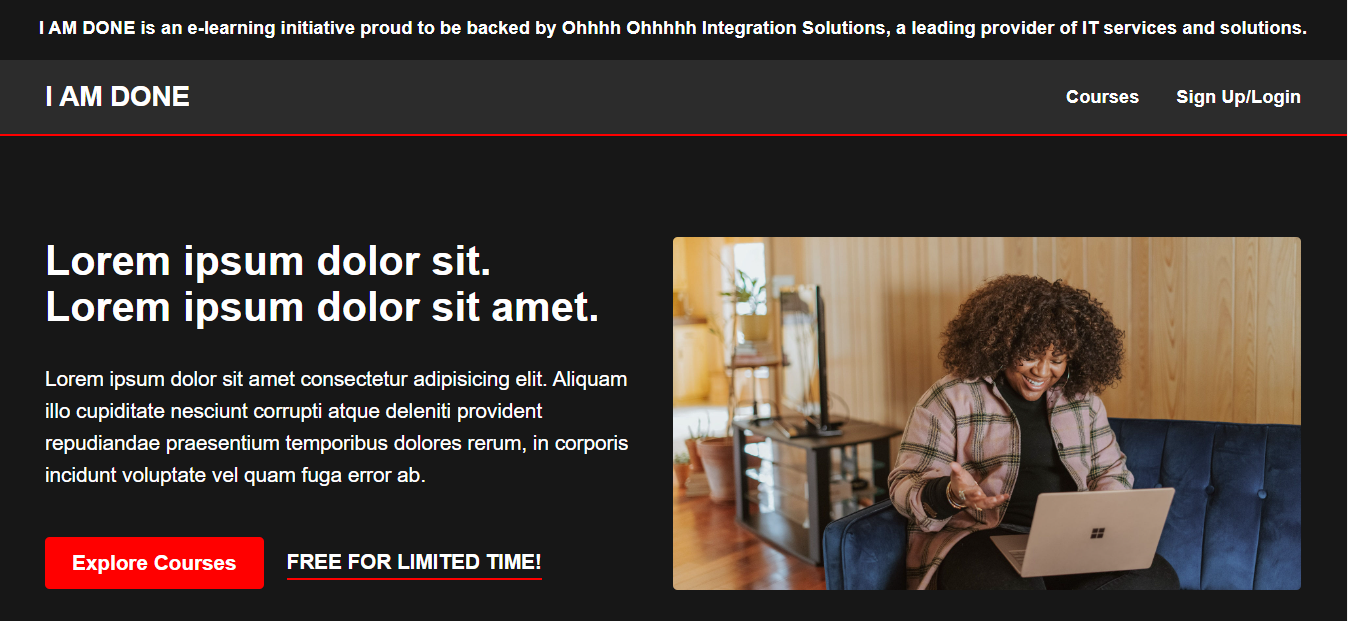 I AM DONE is an e-learning initiative proud to be backed by Ohhhh Ohhhhh Integration Solutions, a leading provider of IT services and solutions.
I AM DONE
Courses
Sign Up/Login
Lorem ipsum dolor sit.
Lorem ipsum dolor sit amet.
Lorem ipsum dolor sit amet consectetur adipisicing elit. Aliquam
illo cupiditate nesciunt corrupti atque deleniti provident
repudiandae praesentium temporibus dolores rerum, in corporis
incidunt voluptate vel quam fuga error ab.
Explore Courses
FREE FOR LIMITED TIME!